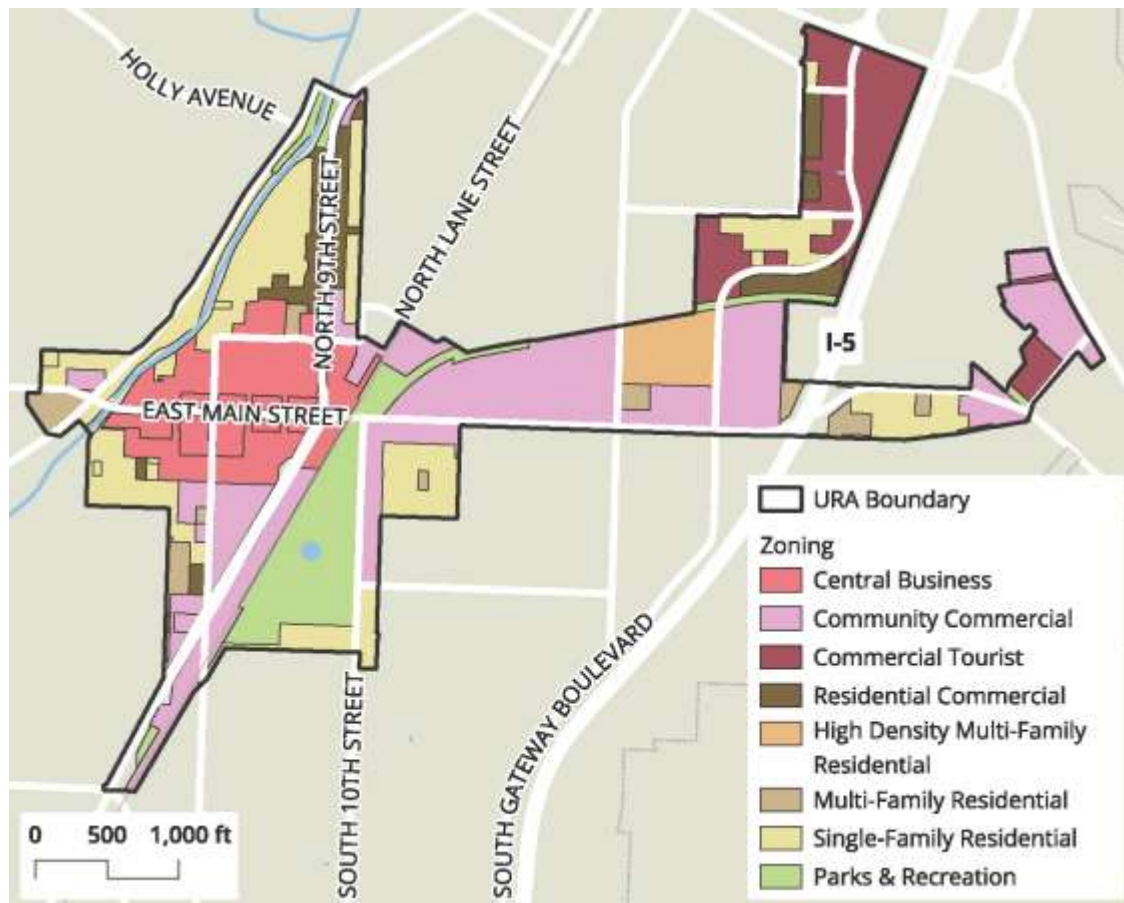 HOLLY AVENUE
NORTH 9TH STREET
NORTH LANE STREET
I-5
EAST MAIN STREET
SOUTH 10TH STREET
SOUTH GATEWAY BOULEVARD
URA Boundary
Zoning
Central Business
Community Commercial
Commercial Tourist
Residential Commercial
High Density Multi-Family
Residential
Multi-Family Residential
Single-Family Residential
Parks & Recreation
0 500 1,000 ft